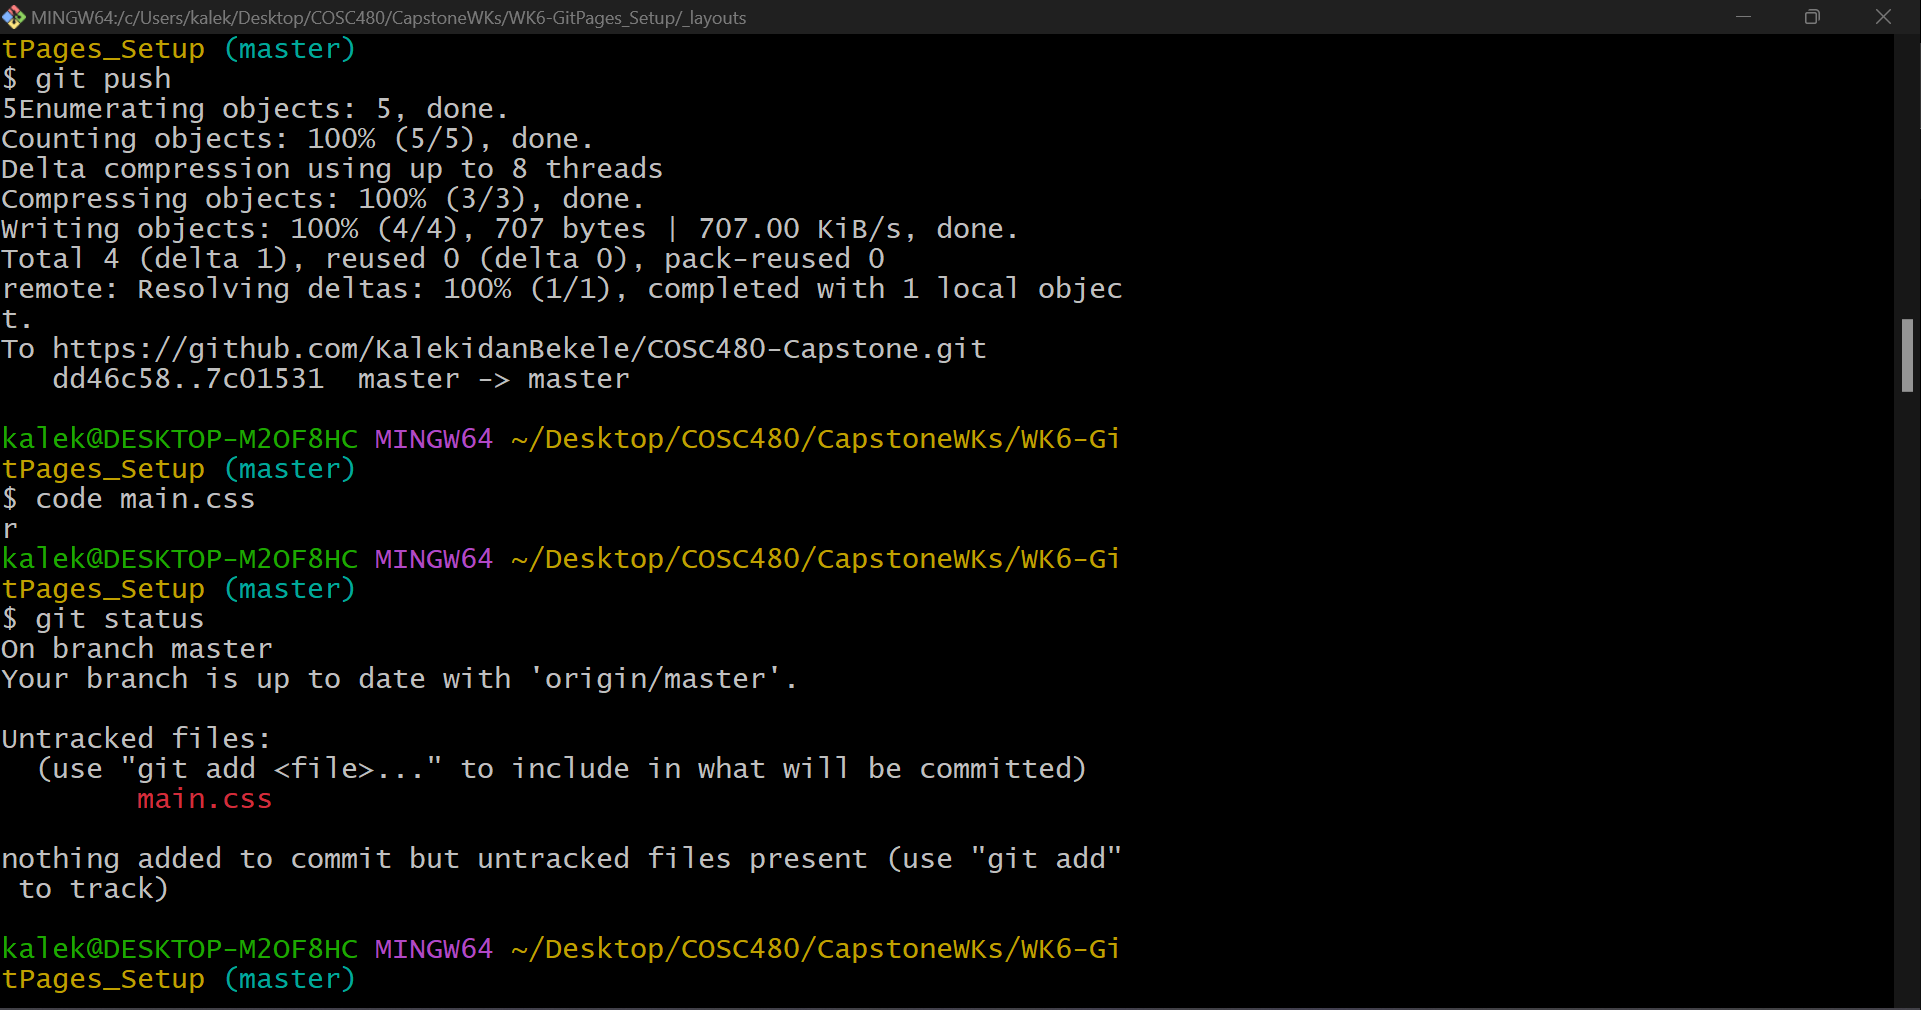 MINGW64:/c/Users/kalek/Desktop/COSC480/CapstoneWKs/WK6-GitPages_Setup/_layouts
tPages_Setup (master)
$ git push
5Enumerating objects: 5, done.
Counting objects: 100% (5/5), done.
Delta compression using up to 8 threads
Compressing objects: 100% (3/3), done.
Writing objects: 100% (4/4), 707 bytes | 707.00 KiB/s, done.
Total 4 (delta 1), reused 0 (delta 0), pack-reused 0
remote: Resolving deltas: 100% (1/1), completed with 1 local objec
t.
To https://github.com/KalekidanBekele/COSC480-Capstone.git
   dd46c58..7c01531  master -> master
kalek@DESKTOP-M2OF8HC MINGW64 ~/Desktop/COSC480/CapstoneWKs/WK6-Gi
tPages_Setup (master)
$ code main.css
r
kalek@DESKTOP-M2OF8HC MINGW64 ~/Desktop/COSC480/CapstoneWKs/WK6-Gi
tPages_Setup (master)
$ git status
On branch master
Your branch is up to date with 'origin/master'.
Untracked files:
  (use "git add <file>..." to include in what will be committed)
        main.css
nothing added to commit but untracked files present (use "git add"
 to track)
kalek@DESKTOP-M2OF8HC MINGW64 ~/Desktop/COSC480/CapstoneWKs/WK6-Gi
tPages_Setup (master)